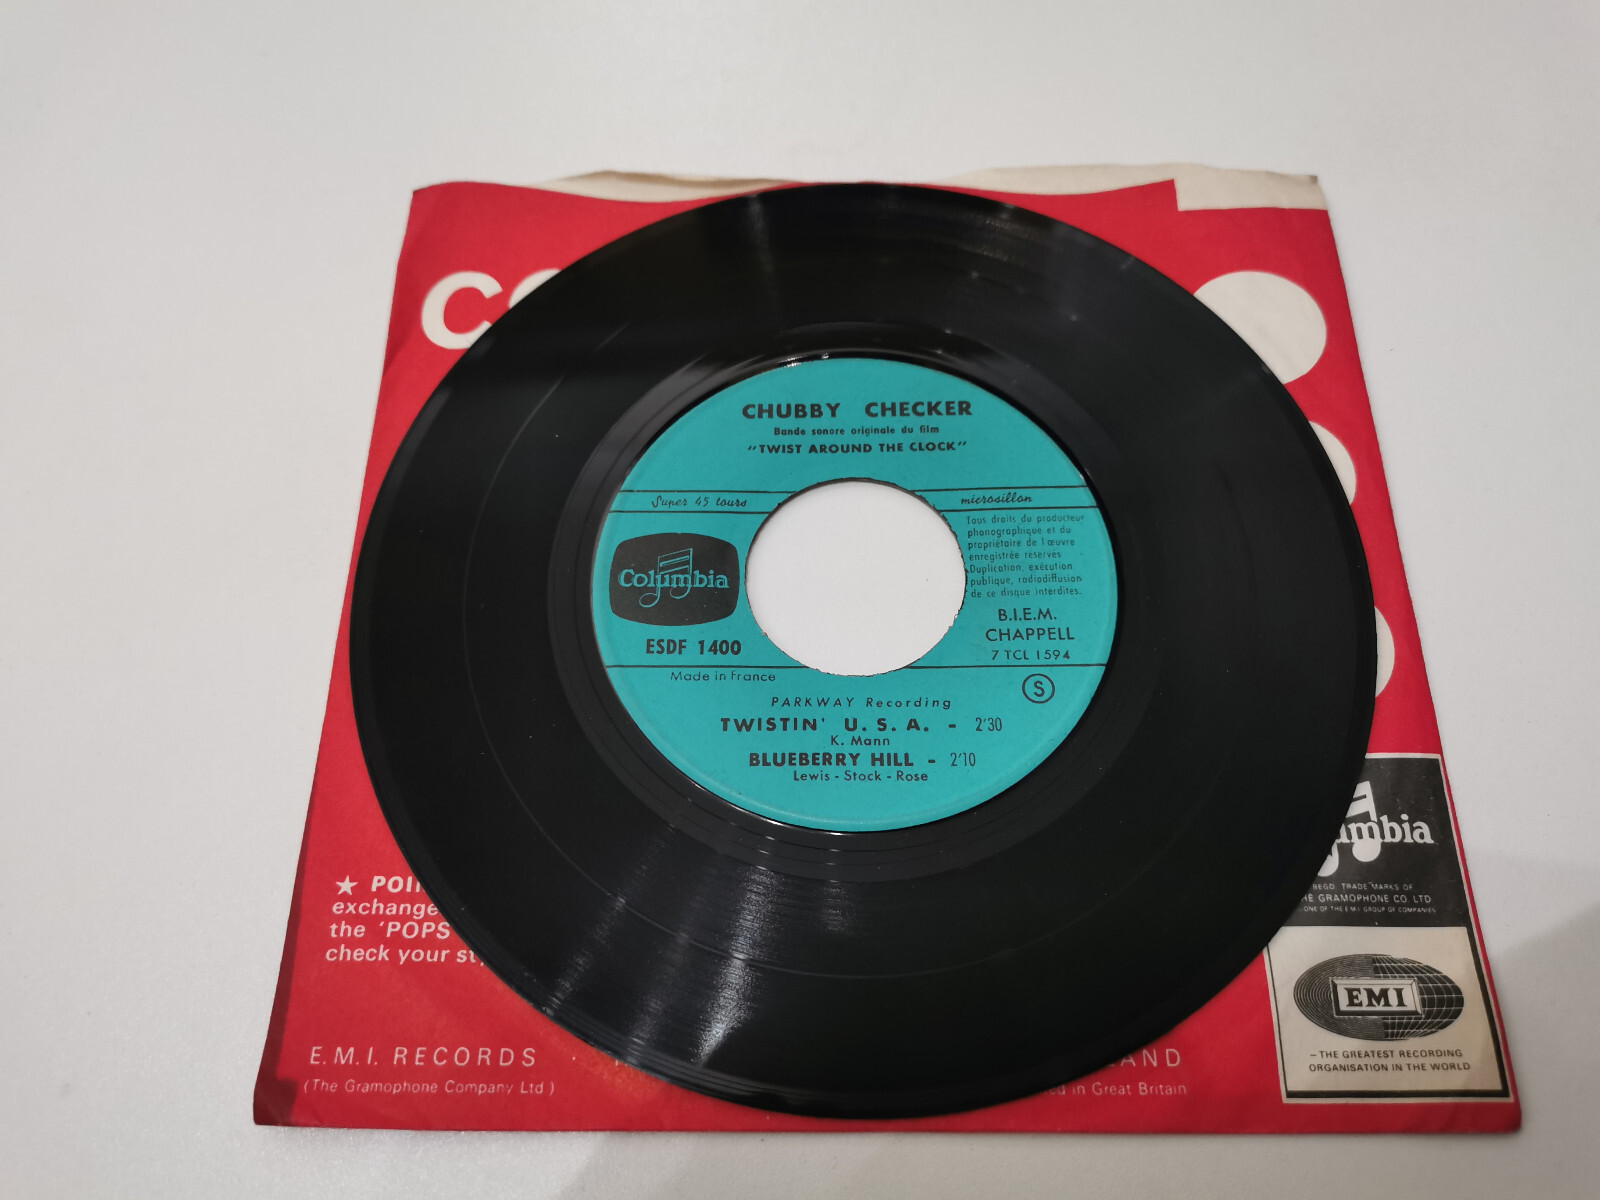 CHUBBY CHECKER
Bande sonore originale du film
"TWIST AROUND THE CLOCK"
Super 45 tours
microsillon
Tous droits du producteur
phonographique et du
propriétaire de l'œuvre
enregistrée réservés
Duplication, exécution
publique, radiodiffusion
de ce disque interdites.
Columbia
B.I.E.M.
CHAPPELL
ESDF 1400
7 TCL 1594
Made in France
S
PARKWAY Recording
TWISTIN' U.S.A. - 2'30
K. Mann
BLUEBERRY HILL - 2'10
Lewis - Stock - Rose
★ POI
exchange
the 'POPS
check your
E.M.I. RECORDS
(The Gramophone Company Ltd)
AND
in Great Britain
umbia
REGD. TRADE MARKS OF
THE GRAMOPHONE CO. LTD
ONE OF THE E.M.I GROUP OF COMPANIES
EMI
–THE GREATEST RECORDING
ORGANISATION IN THE WORLD